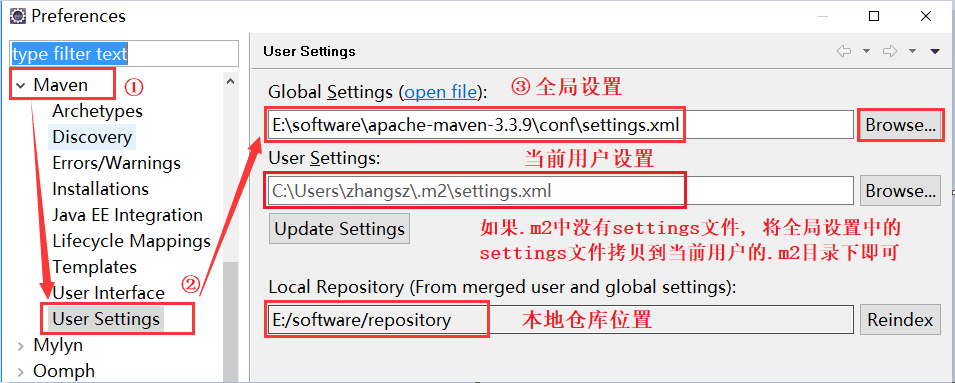 Preferences
type filter text
Maven
①
Archetypes
Discovery
Errors/Warnings
Installations
Java EE Integration
Lifecycle Mappings
Templates
User Interface
②
User Settings
Mylyn
Oomph
User Settings
Global Settings (open file):
③全局设置
E:\software\apache-maven-3.3.9\conf\settings.xml
Browse...
User Settings:
当前用户设置
C:\Users\zhangsz\.m2\settings.xml
Browse...
Update Settings
如果.m2中没有settings文件, 将全局设置中的
settings文件拷贝到当前用户的.m2目录下即可
Local Repository (From merged user and global settings):
E:/software/repository
本地仓库位置
Reindex